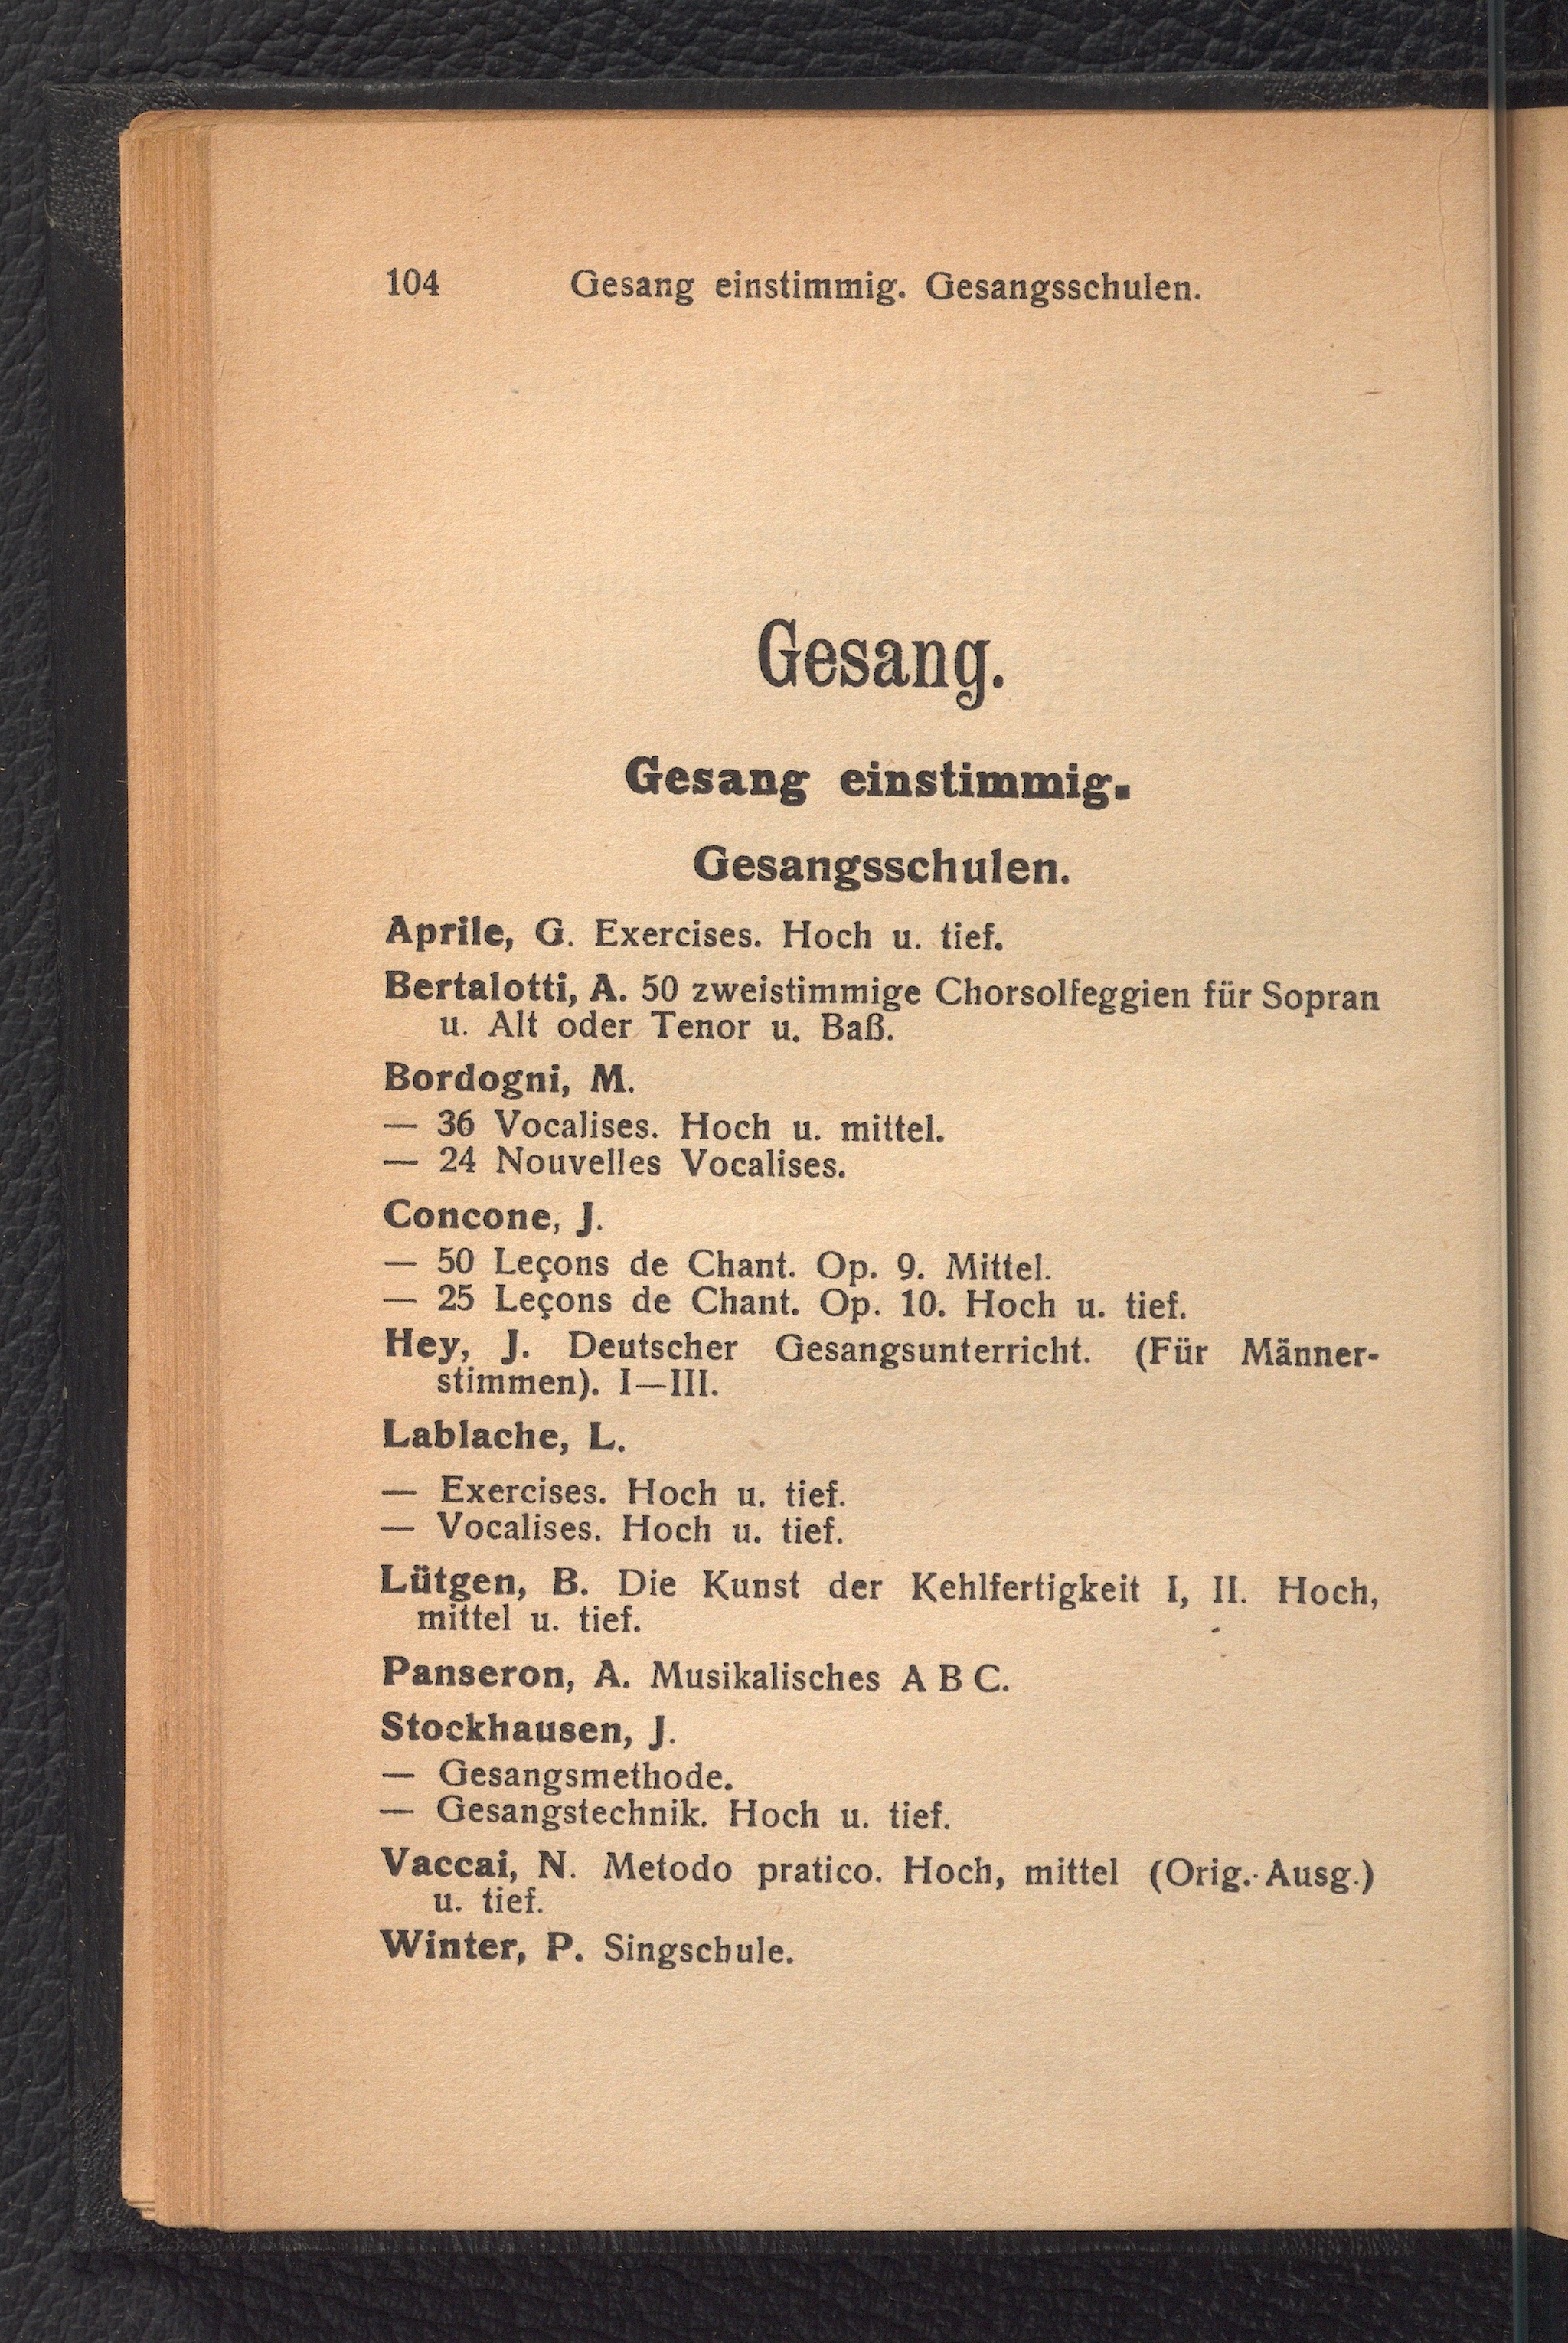 104 Gesang einstimmig. Gesangsschulen.
Gesang.
Gesang einstimmig.
Gesangsschulen.
Aprile, G. Exercises. Hoch u. tief.
Bertalotti, A. 50 zweistimmige Chorsolfeggien für Sopran
u. Alt oder Tenor u. Baß.
Bordogni, M.
— 36 Vocalises. Hoch u. mittel.
— 24 Nouvelles Vocalises.
Concone, J.
— 50 Leçons de Chant. Op. 9. Mittel.
— 25 Leçons de Chant. Op. 10. Hoch u. tief.
Hey, J. Deutscher Gesangsunterricht. (Für Männer-
stimmen). I—III.
Lablache, L.
— Exercises. Hoch u. tief.
— Vocalises. Hoch u. tief.
Lütgen, B. Die Kunst der Kehlfertigkeit I, II. Hoch,
mittel u. tief.
Panseron, A. Musikalisches A B C.
Stockhausen, J.
— Gesangsmethode.
— Gesangstechnik. Hoch u. tief.
Vaccai, N. Metodo pratico. Hoch, mittel (Orig.-Ausg.)
u. tief.
Winter, P. Singschule.